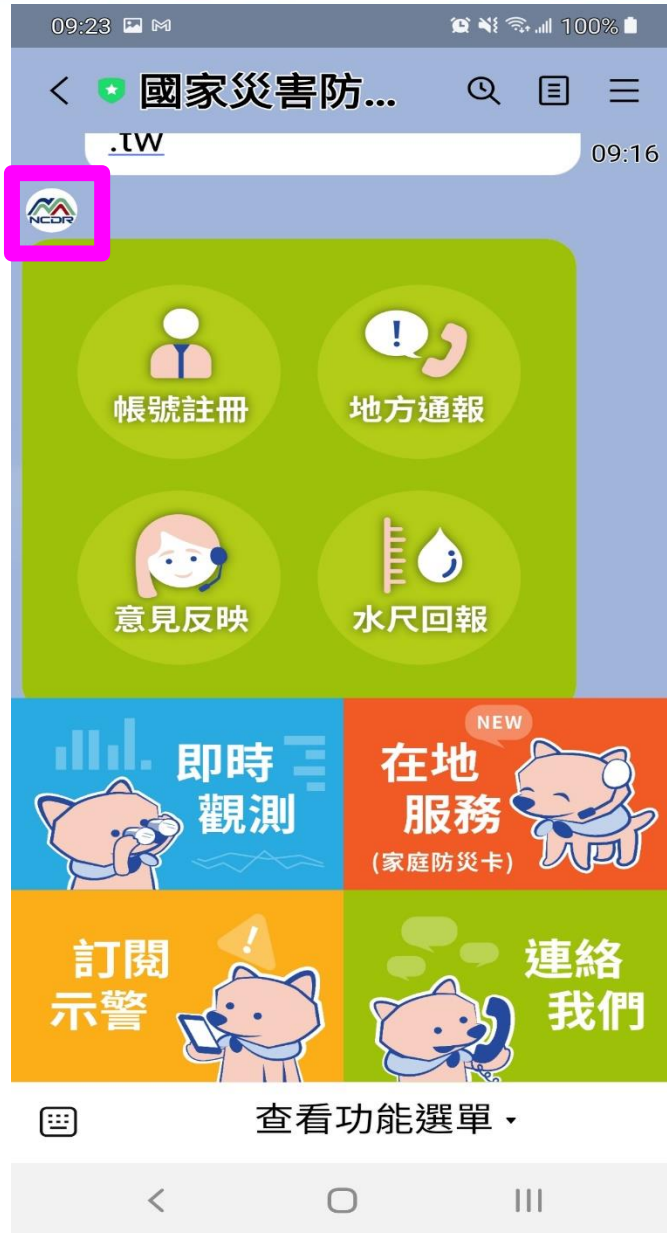 09:23 100%
國家災害防...
.tw
09:16
NCDR
帳號註冊 地方通報
意見反映 水尺回報
即時
觀測
NEW
在地
服務
(家庭防災卡)
訂閱
示警
連絡
我們
查看功能選單